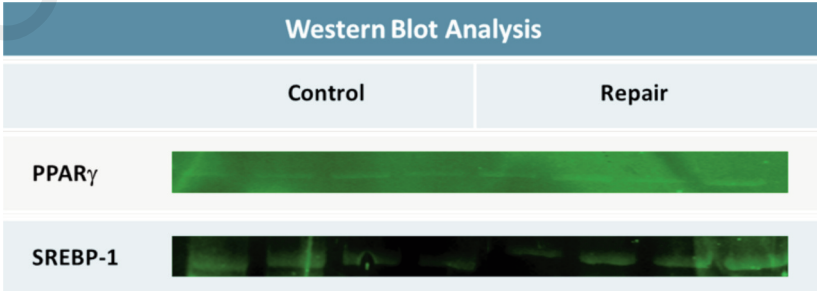 Western Blot Analysis
Control Repair
PPARγ
SREBP-1